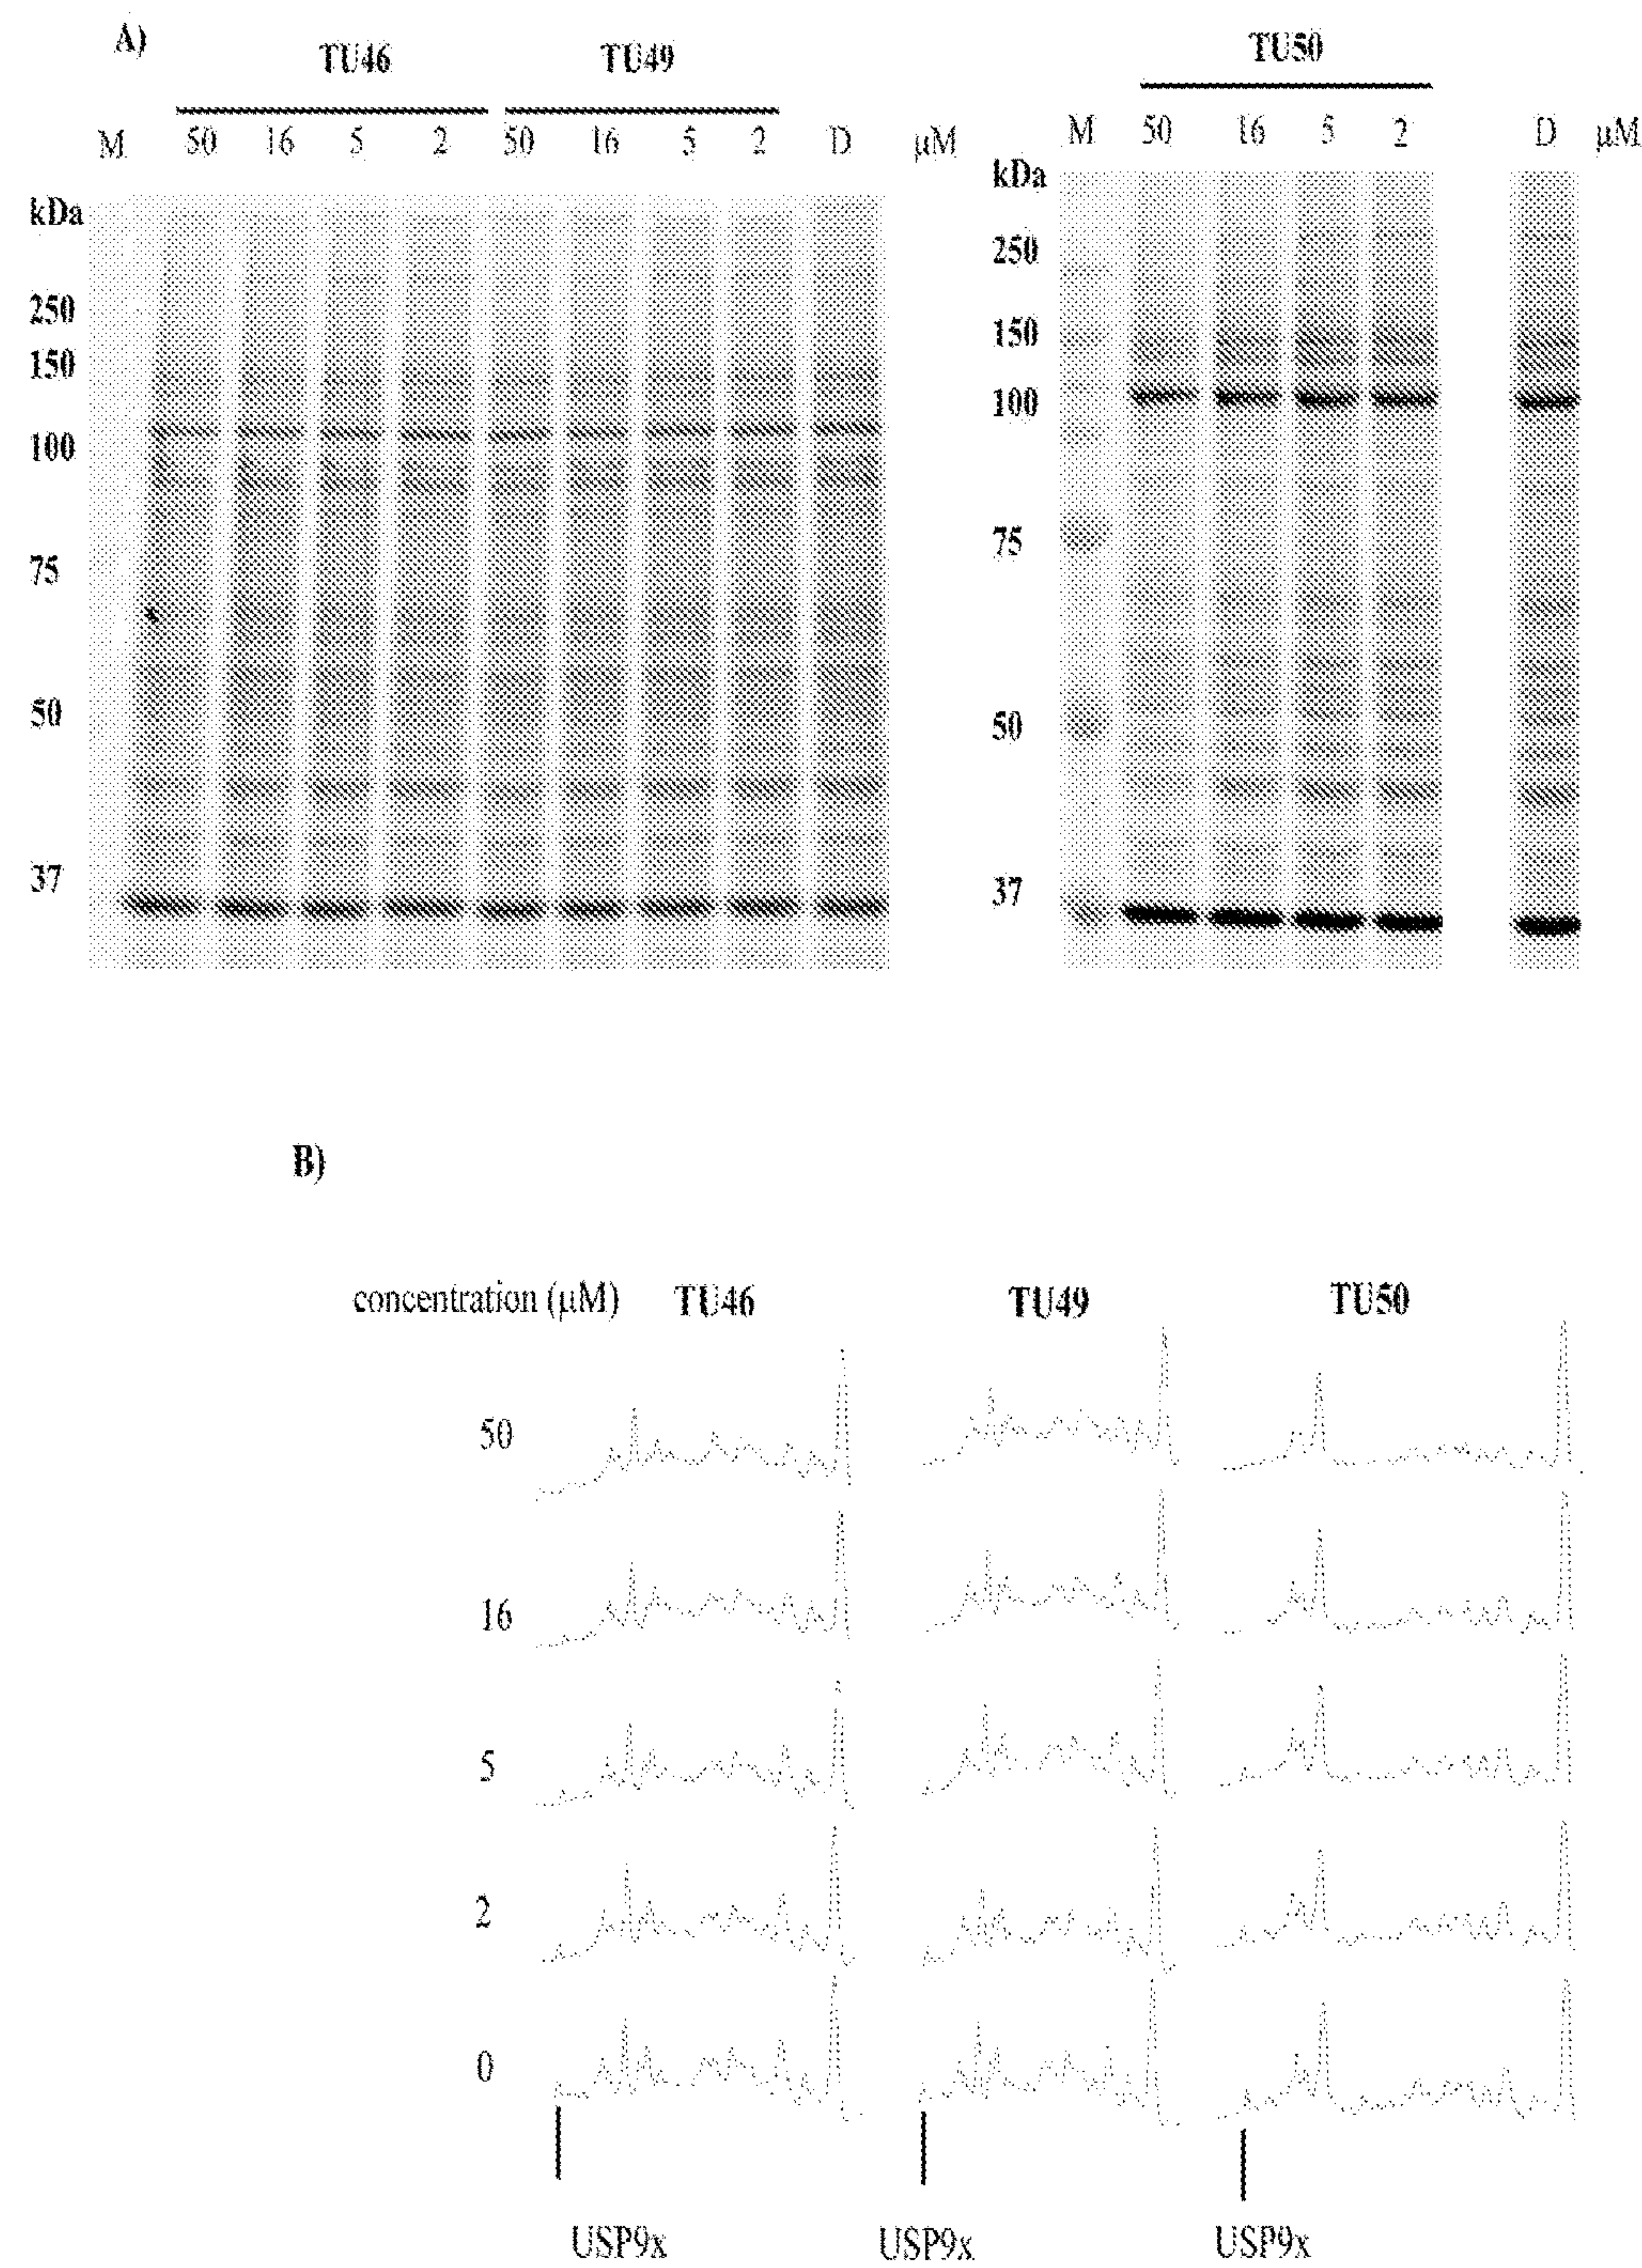 A)
TU46 TU49
M 50 16 5 2 50 16 5 2 D µM
kDa
250
150
100
75
50
37
TU50
M 50 16 5 2 D µM
kDa
250
150
100
75
50
37
B)
concentration (µM) TU46 TU49 TU50
50
16
5
2
0
USP9x USP9x USP9x